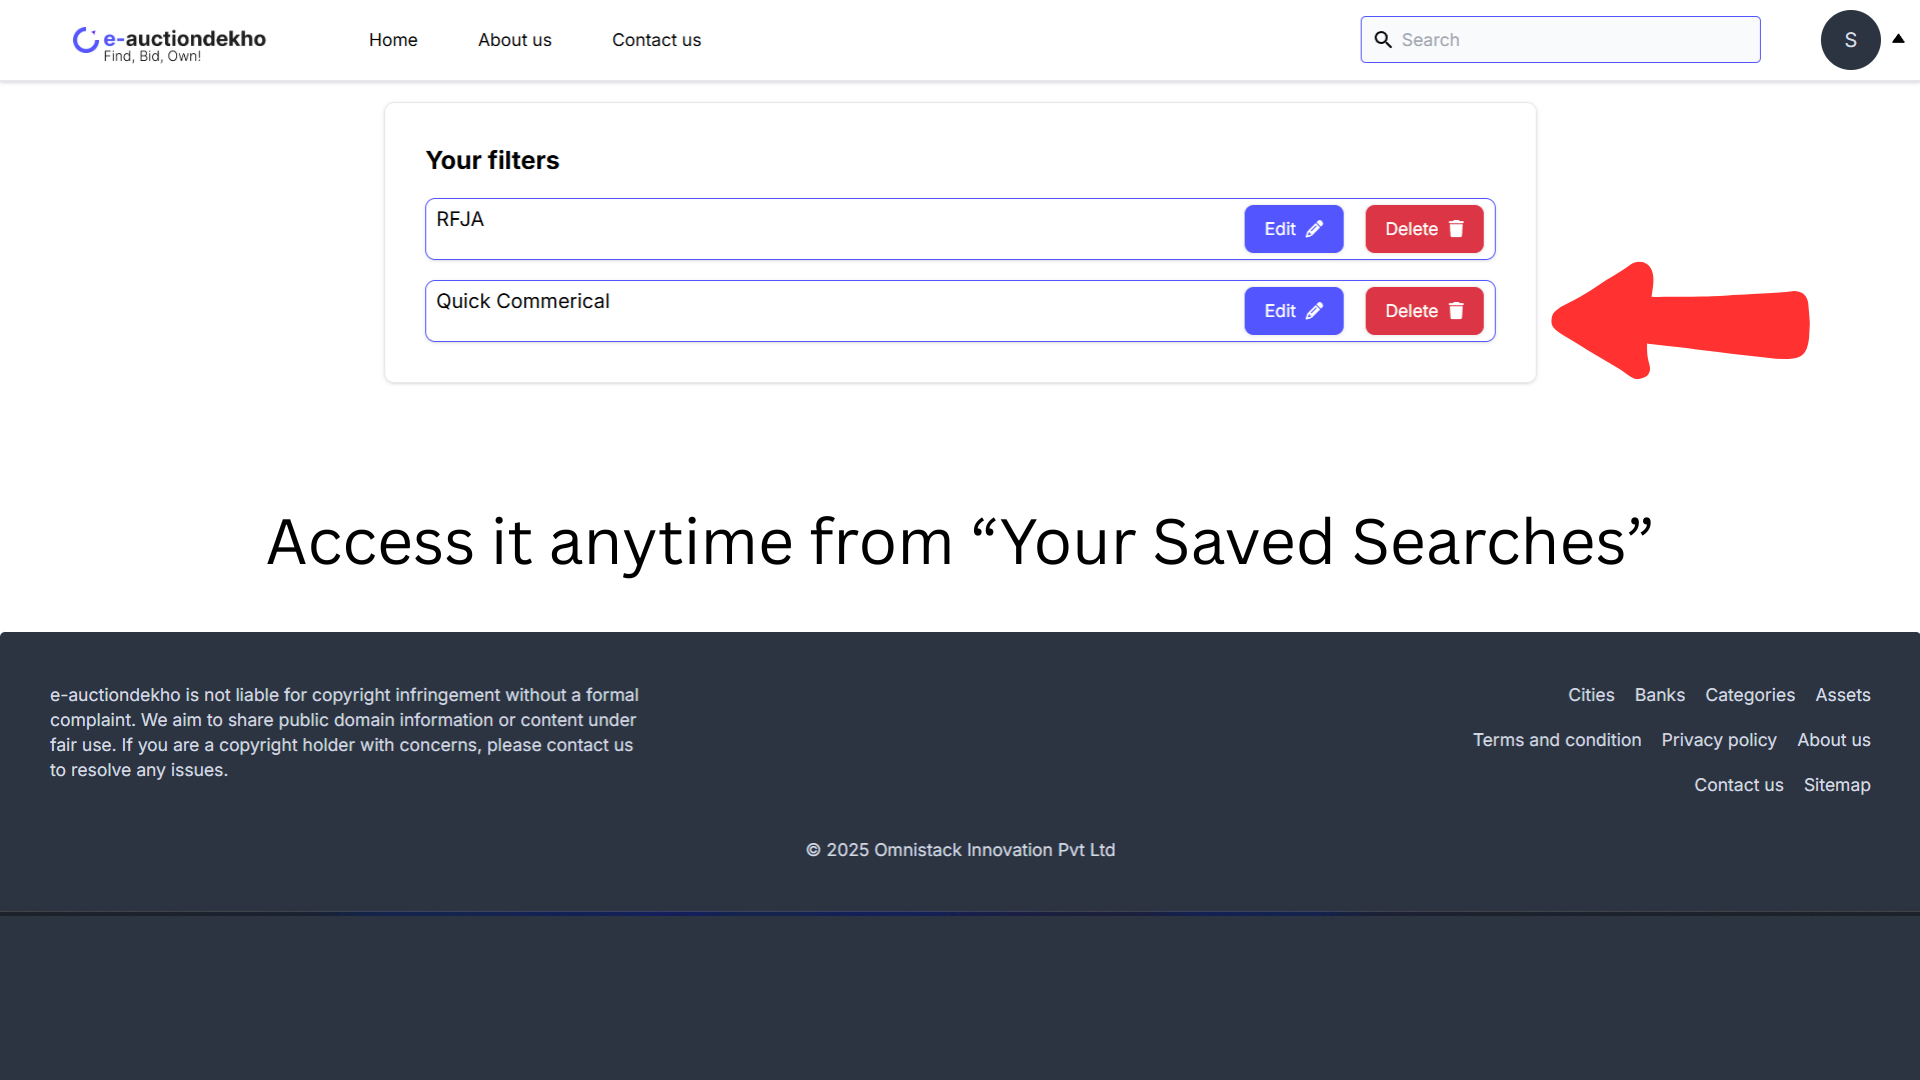 e-auctiondekho
Find, Bid, Own!
Home About us Contact us
Search
S
Your filters
RFJA
Edit Delete
Quick Commerical
Edit Delete
Access it anytime from “Your Saved Searches”
e-auctiondekho is not liable for copyright infringement without a formal
complaint. We aim to share public domain information or content under
fair use. If you are a copyright holder with concerns, please contact us
to resolve any issues.
Cities Banks Categories Assets
Terms and condition Privacy policy About us
Contact us Sitemap
© 2025 Omnistack Innovation Pvt Ltd